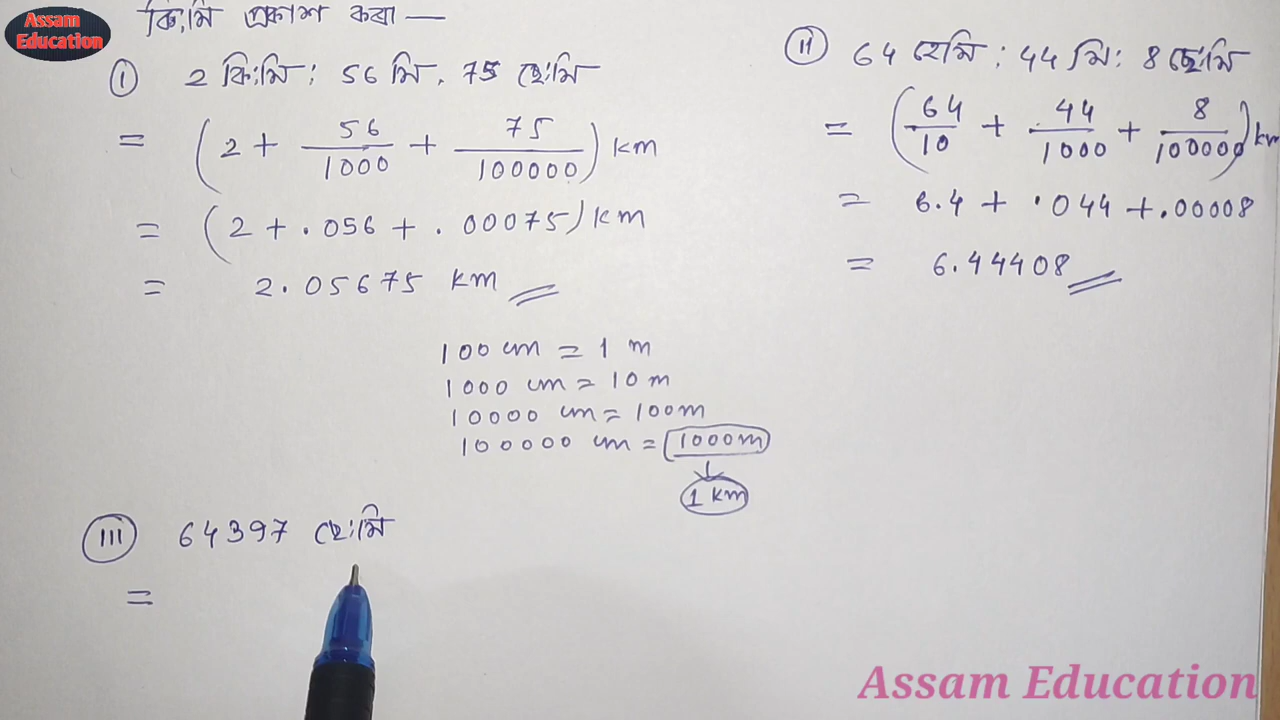 Assam
Education
কি.মি প্ৰকাশ কৰা —
(i) 2 কি:মি: 56 মি. 75 ছে:মি
= (2 + 56/1000 + 75/100000) km
= (2 + .056 + .00075) km
= 2.05675 km
(ii) 64 হেমি ; 44 মি: 8 ছে:মি
= (64/10 + 44/1000 + 8/100000) km
= 6.4 + .044 + .00008
= 6.44408
100 cm = 1 m
1000 cm = 10 m
10000 cm = 100m
100000 cm = 1000m
↓
1 km
(iii) 64397 ছে:মি
=
Assam Education